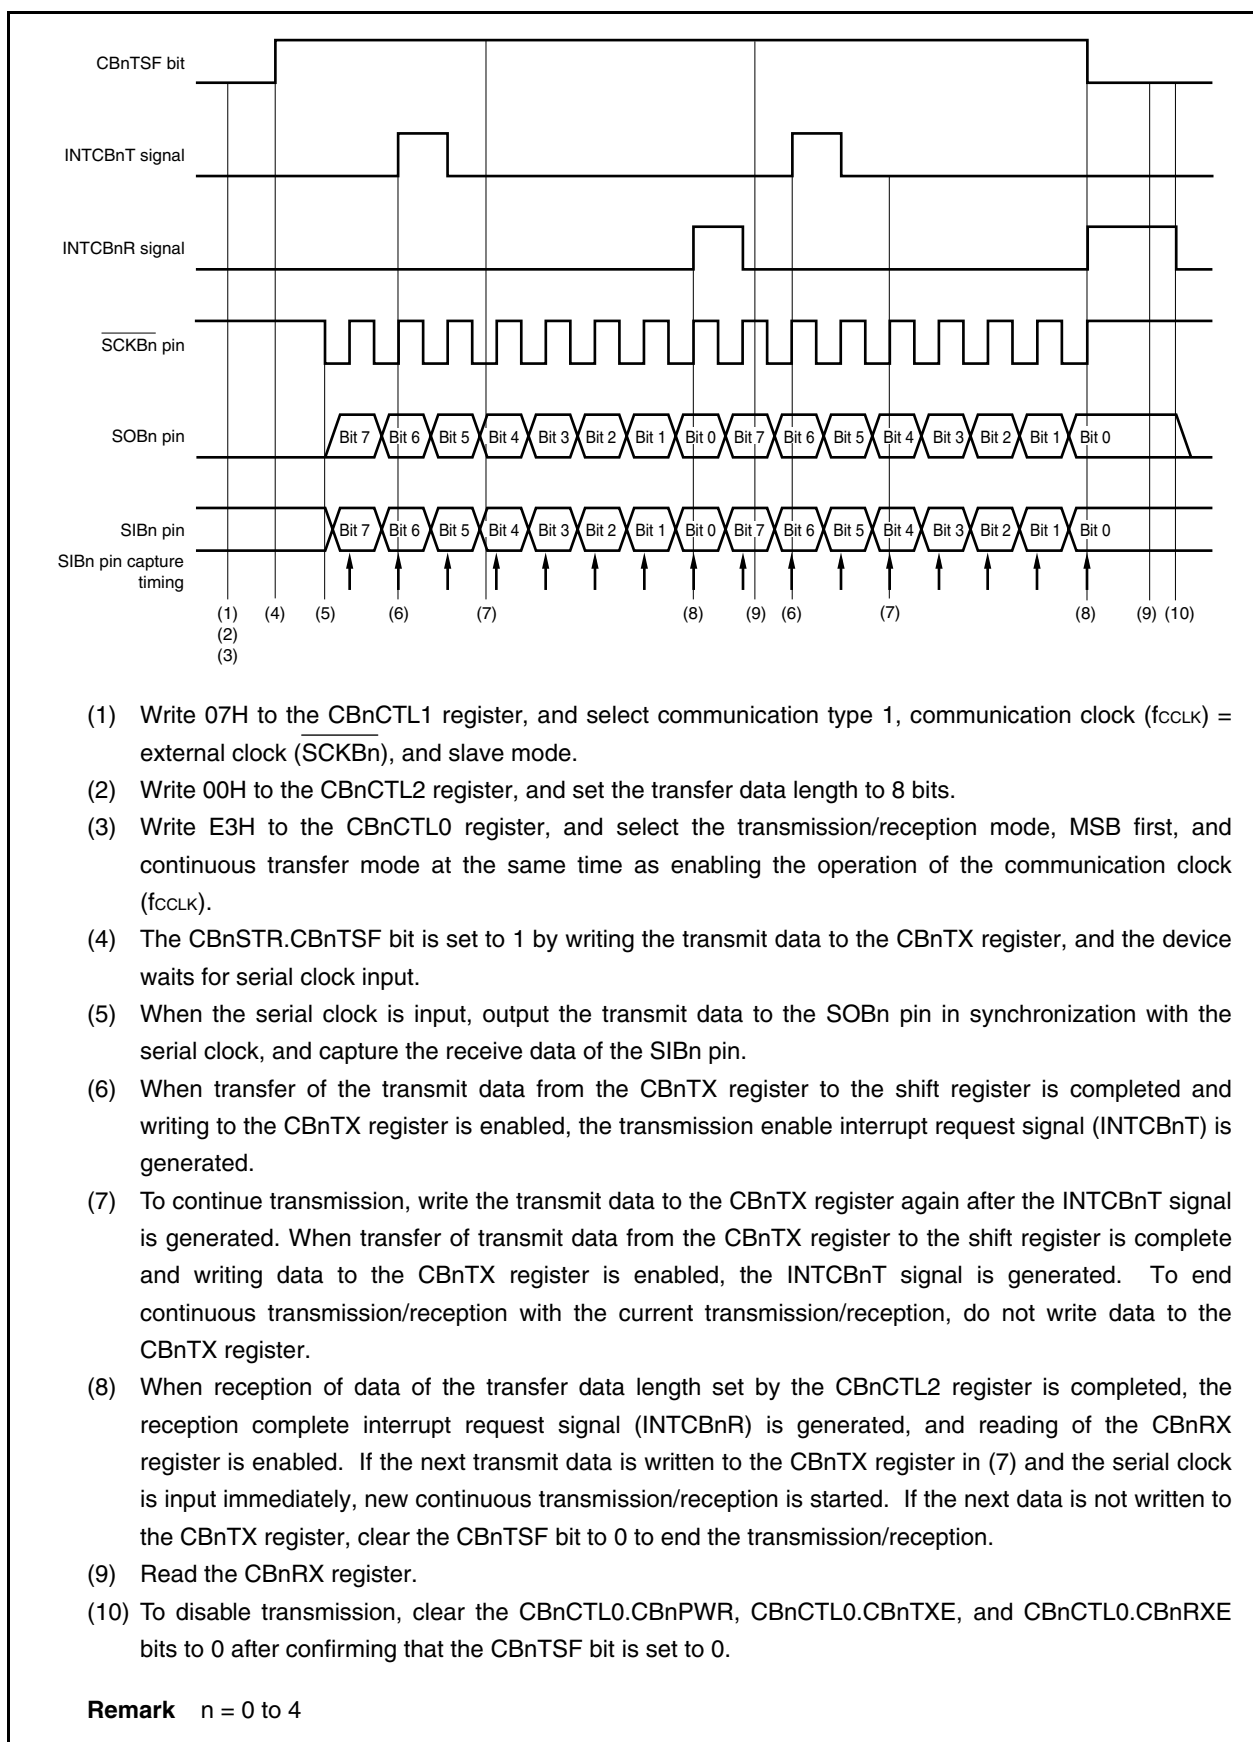 CBnTSF bit
INTCBnT signal
INTCBnR signal
SCKBn pin
SOBn pin
Bit 7 Bit 6 Bit 5 Bit 4 Bit 3 Bit 2 Bit 1 Bit 0 Bit 7 Bit 6 Bit 5 Bit 4 Bit 3 Bit 2 Bit 1 Bit 0
SIBn pin
Bit 7 Bit 6 Bit 5 Bit 4 Bit 3 Bit 2 Bit 1 Bit 0 Bit 7 Bit 6 Bit 5 Bit 4 Bit 3 Bit 2 Bit 1 Bit 0
SIBn pin capture
timing
(1) (4) (5) (6) (7) (8) (9) (6) (7) (8) (9) (10)
(2)
(3)
(1) Write 07H to the CBnCTL1 register, and select communication type 1, communication clock (fCCLK) =
external clock (SCKBn), and slave mode.
(2) Write 00H to the CBnCTL2 register, and set the transfer data length to 8 bits.
(3) Write E3H to the CBnCTL0 register, and select the transmission/reception mode, MSB first, and
continuous transfer mode at the same time as enabling the operation of the communication clock
(fCCLK).
(4) The CBnSTR.CBnTSF bit is set to 1 by writing the transmit data to the CBnTX register, and the device
waits for serial clock input.
(5) When the serial clock is input, output the transmit data to the SOBn pin in synchronization with the
serial clock, and capture the receive data of the SIBn pin.
(6) When transfer of the transmit data from the CBnTX register to the shift register is completed and
writing to the CBnTX register is enabled, the transmission enable interrupt request signal (INTCBnT) is
generated.
(7) To continue transmission, write the transmit data to the CBnTX register again after the INTCBnT signal
is generated. When transfer of transmit data from the CBnTX register to the shift register is complete
and writing data to the CBnTX register is enabled, the INTCBnT signal is generated. To end
continuous transmission/reception with the current transmission/reception, do not write data to the
CBnTX register.
(8) When reception of data of the transfer data length set by the CBnCTL2 register is completed, the
reception complete interrupt request signal (INTCBnR) is generated, and reading of the CBnRX
register is enabled. If the next transmit data is written to the CBnTX register in (7) and the serial clock
is input immediately, new continuous transmission/reception is started. If the next data is not written to
the CBnTX register, clear the CBnTSF bit to 0 to end the transmission/reception.
(9) Read the CBnRX register.
(10) To disable transmission, clear the CBnCTL0.CBnPWR, CBnCTL0.CBnTXE, and CBnCTL0.CBnRXE
bits to 0 after confirming that the CBnTSF bit is set to 0.
Remark n = 0 to 4